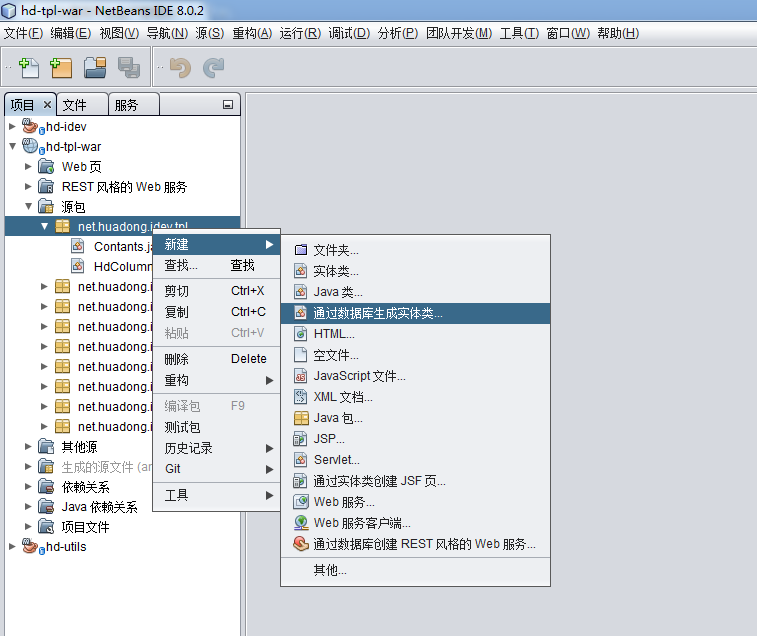 hd-tpl-war - NetBeans IDE 8.0.2
文件(F) 编辑(E) 视图(V) 导航(N) 源(S) 重构(A) 运行(R) 调试(D) 分析(P) 团队开发(M) 工具(T) 窗口(W) 帮助(H)
项目 × 文件 服务
hd-idev
hd-tpl-war
Web 页
REST 风格的 Web 服务
源包
net.huadong.idev.tpl
Contants.ja
HdColumn
net.huadong.i
net.huadong.i
net.huadong.i
net.huadong.i
net.huadong.i
net.huadong.i
net.huadong.i
net.huadong.i
其他源
生成的源文件 (an
依赖关系
Java 依赖关系
项目文件
hd-utils
新建
查找... 查找
剪切 Ctrl+X
复制 Ctrl+C
粘贴 Ctrl+V
删除 Delete
重构
编译包 F9
测试包
历史记录
Git
工具
文件夹...
实体类...
Java 类...
通过数据库生成实体类...
HTML...
空文件...
JavaScript 文件...
XML 文档...
Java 包...
JSP...
Servlet...
通过实体类创建 JSF 页...
Web 服务...
Web 服务客户端...
通过数据库创建 REST 风格的 Web 服务...
其他...